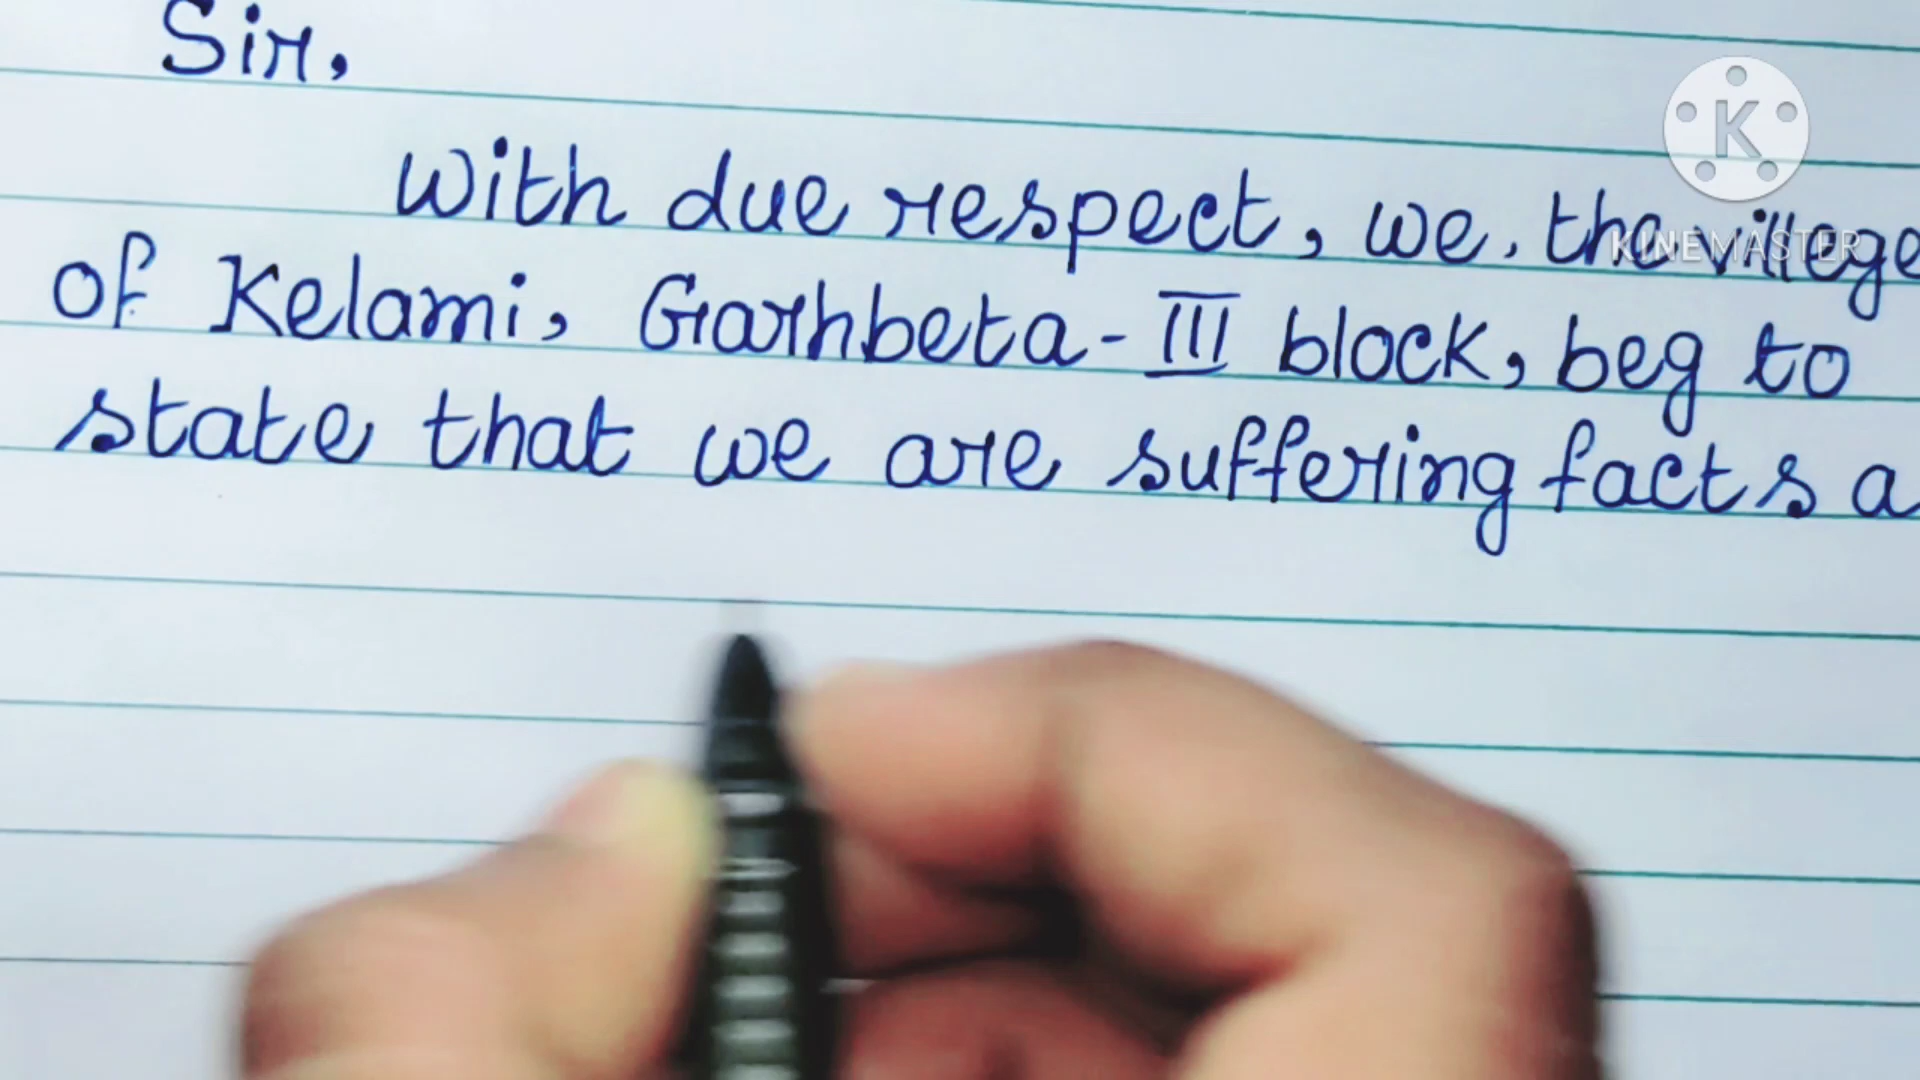 Sir,
With due respect, we, the villege
of Kelami, Garhbeta-III block, beg to
state that we are suffering facts a
K
KINEMASTER